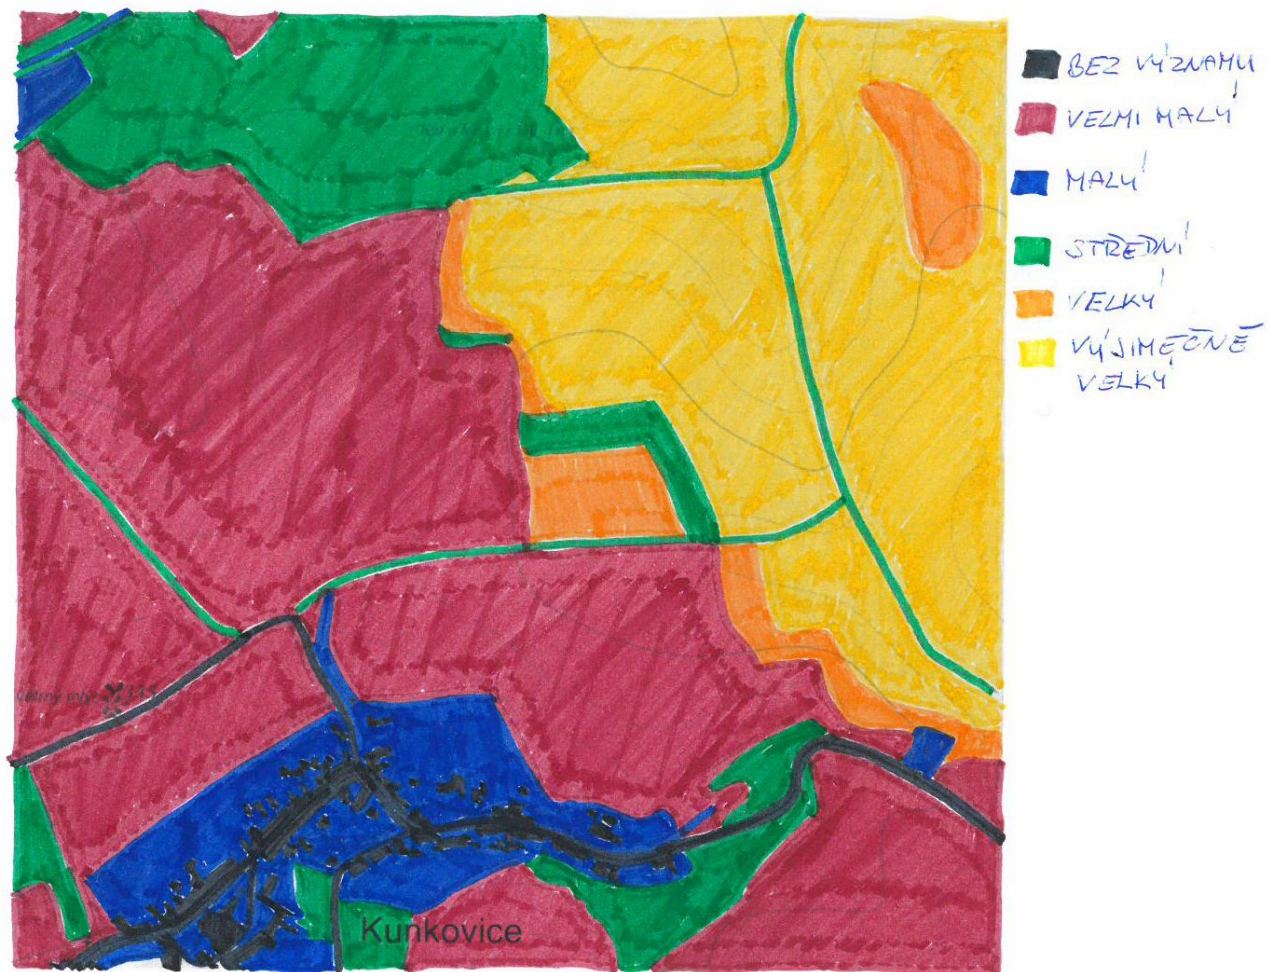 BEZ VÝZNAMU
VELMI MALÝ
MALÝ
STŘEDNÍ
VELKÝ
VÝJIMEČNĚ
VELKÝ
Kunkovice